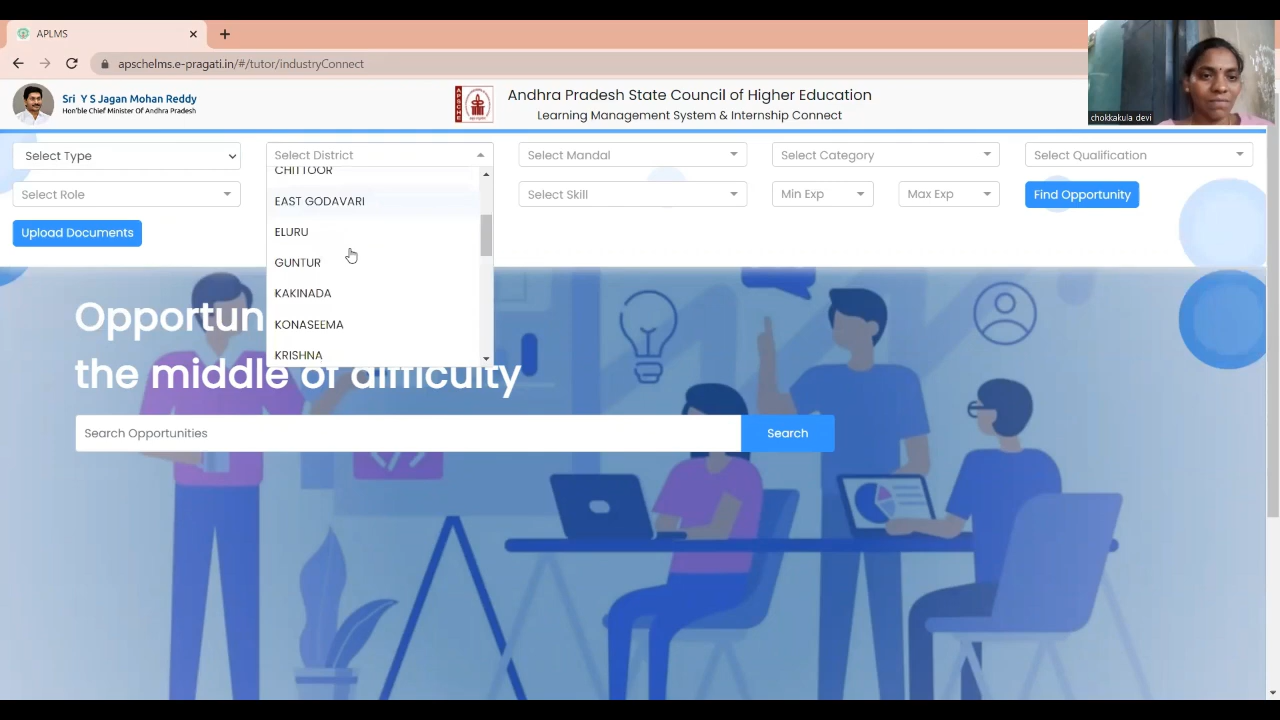 APLMS
apschelms.e-pragati.in/#/tutor/industryConnect
chokkakula devi
Sri Y S Jagan Mohan Reddy
Hon'ble Chief Minister Of Andhra Pradesh
APSCHE
Andhra Pradesh State Council of Higher Education
Learning Management System & Internship Connect
Select Type
Select District
Select Mandal
Select Category
Select Qualification
CHITTOOR
Select Role
EAST GODAVARI
Select Skill
Min Exp
Max Exp
Find Opportunity
Upload Documents
ELURU
GUNTUR
KAKINADA
KONASEEMA
KRISHNA
Opportun
the middle of difficulty
Search Opportunities
Search